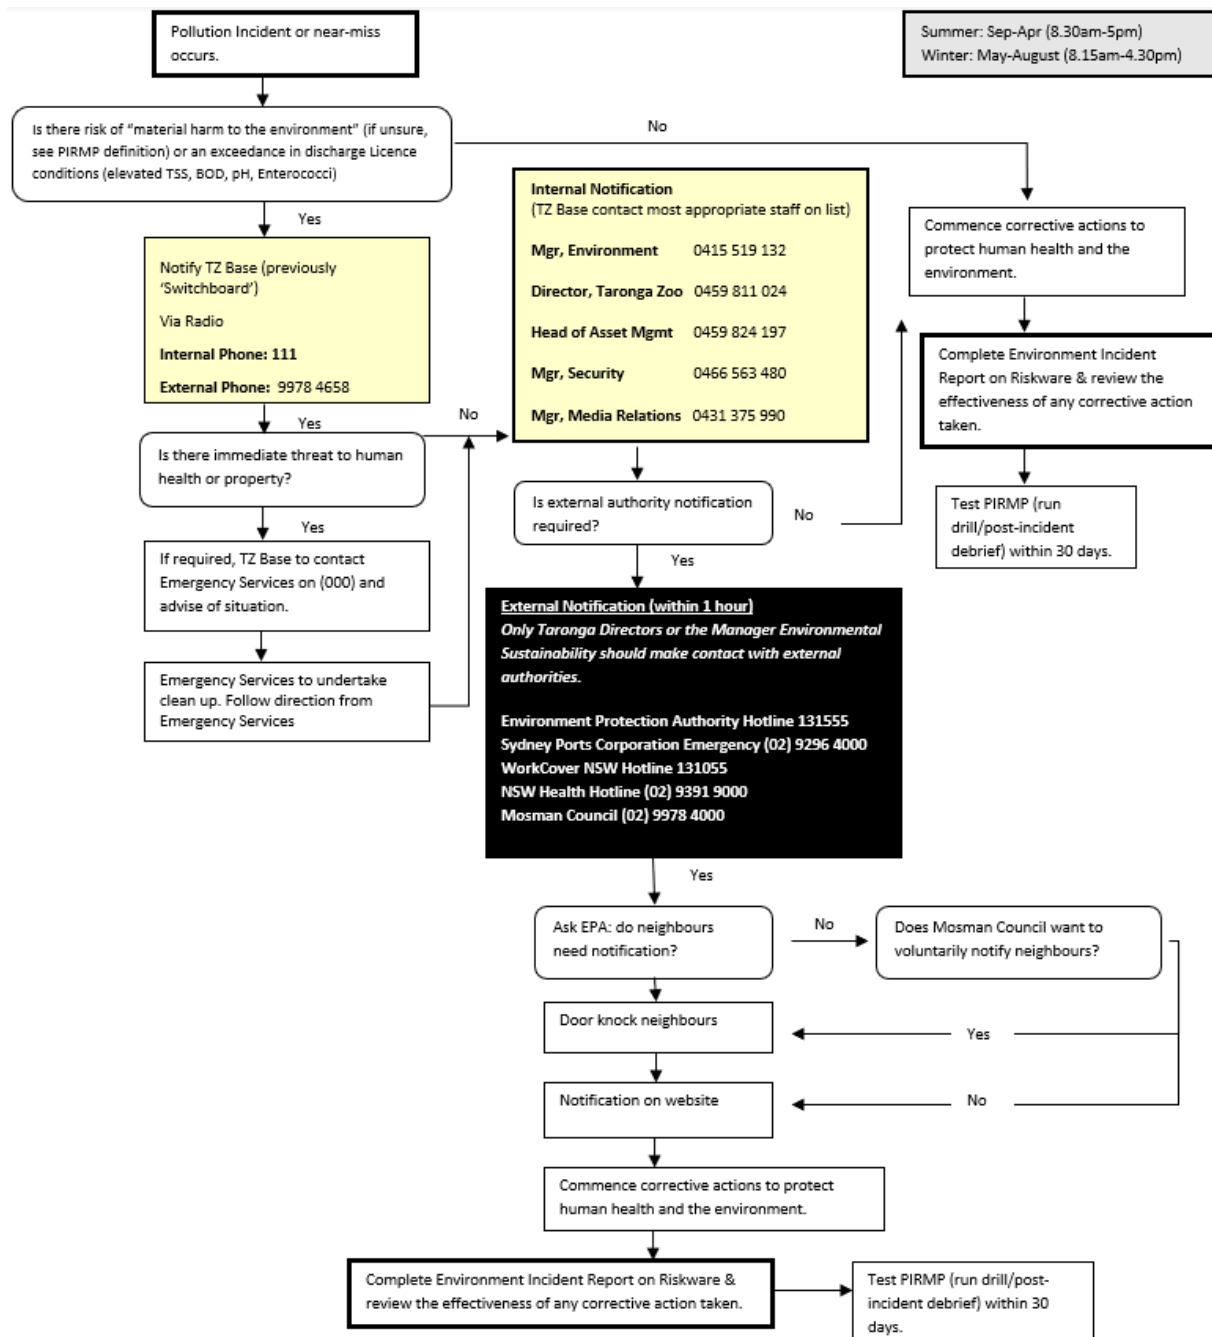 Pollution Incident or near-miss
occurs.
Summer: Sep-Apr (8.30am-5pm)
Winter: May-August (8.15am-4.30pm)
Is there risk of “material harm to the environment” (if unsure,
see PIRMP definition) or an exceedance in discharge Licence
conditions (elevated TSS, BOD, pH, Enterococci)
No
Yes
Notify TZ Base (previously
‘Switchboard’)
Via Radio
Internal Phone: 111
External Phone: 9978 4658
Yes
No
Is there immediate threat to human
health or property?
Yes
If required, TZ Base to contact
Emergency Services on (000) and
advise of situation.
Emergency Services to undertake
clean up. Follow direction from
Emergency Services
Internal Notification
(TZ Base contact most appropriate staff on list)
Mgr, Environment 0415 519 132
Director, Taronga Zoo 0459 811 024
Head of Asset Mgmt 0459 824 197
Mgr, Security 0466 563 480
Mgr, Media Relations 0431 375 990
Is external authority notification
required?
No
Yes
Commence corrective actions to
protect human health and the
environment.
Complete Environment Incident
Report on Riskware & review the
effectiveness of any corrective action
taken.
Test PIRMP (run
drill/post-incident
debrief) within 30 days.
External Notification (within 1 hour)
Only Taronga Directors or the Manager Environmental
Sustainability should make contact with external
authorities.
Environment Protection Authority Hotline 131555
Sydney Ports Corporation Emergency (02) 9296 4000
WorkCover NSW Hotline 131055
NSW Health Hotline (02) 9391 9000
Mosman Council (02) 9978 4000
Yes
Ask EPA: do neighbours
need notification?
No
Does Mosman Council want to
voluntarily notify neighbours?
Door knock neighbours
Yes
Notification on website
No
Commence corrective actions to protect
human health and the environment.
Complete Environment Incident Report on Riskware &
review the effectiveness of any corrective action taken.
Test PIRMP (run drill/post-
incident debrief) within 30
days.